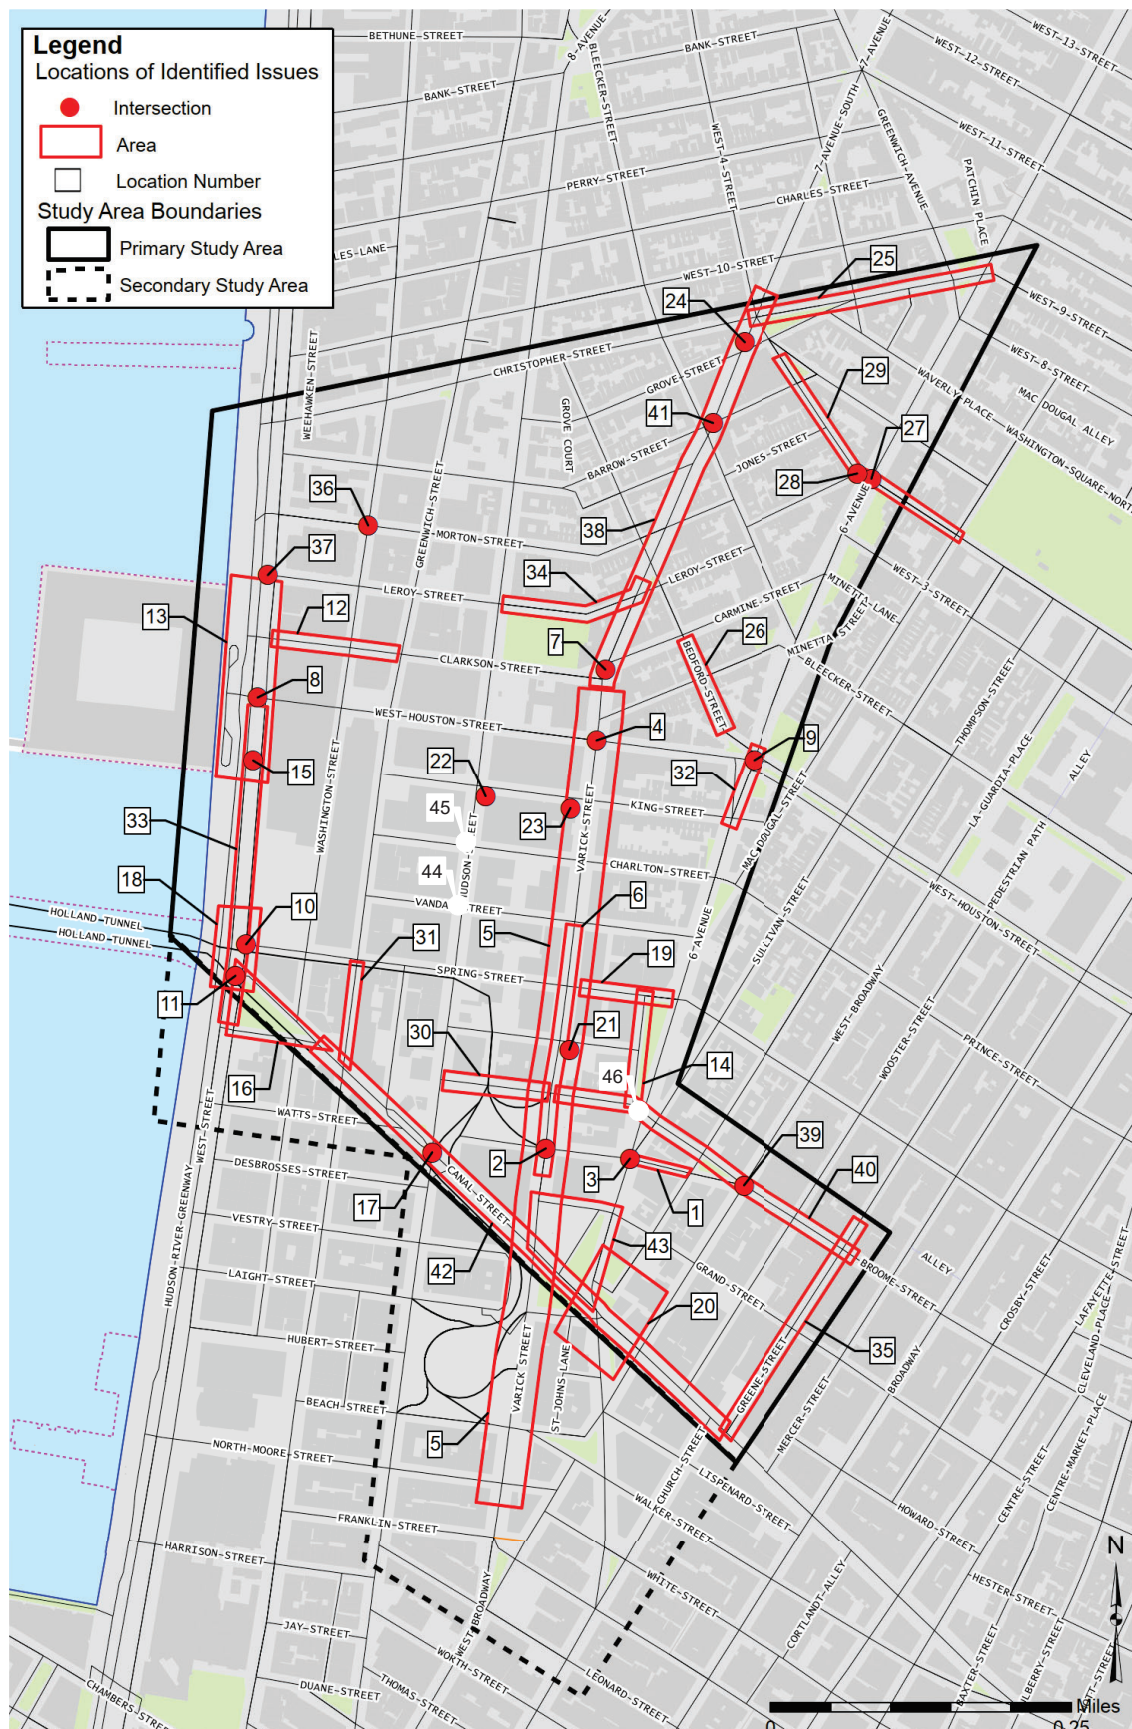 Legend
Locations of Identified Issues
Intersection
Area
Location Number
Study Area Boundaries
Primary Study Area
Secondary Study Area
BETHUNE-STREET
8-AVENUE
BLEECKER-STREET
BANK-STREET
7-AVENUE
WEST-13-STREET
WEST-12-STREET
BANK-STREET
WEST-4-STREET
7-AVENUE-SOUTH
GREENWICH-AVENUE
WEST-11-STREET
PERRY-STREET
CHARLES-STREET
PATCHIN PLACE
LES-LANE
WEST-10-STREET
25
24
WEST-9-STREET
WEEHAWKEN-STREET
CHRISTOPHER-STREET
GROVE-STREET
29
WEST-8-STREET
WAVERLY-PLACE
MAC DOUGAL ALLEY
GROVE COURT
41
27
WASHINGTON-SQUARE-NORTH
BARROW-STREET
JONES-STREET
28
36
GREENWICH-STREET
6-AVENUE
MORTON-STREET
38
37
34
LEROY-STREET
WEST-3-STREET
LEROY-STREET
CARMINE-STREET
MINETTA-LANE
13
12
MINETTA STREET
26
CLARKSON-STREET
7
BEDFORD-STREET
BLEECKER-STREET
8
THOMPSON-STREET
WEST-HOUSTON-STREET
4
9
LA-GUARDIA-PLACE
ALLEY
15
22
32
WASHINGTON-STREET
KING-STREET
45
23
VARICK-STREET
MAC-DOUGAL-STREET
33
PEDESTRIAN PATH
44
CHARLTON-STREET
18
WEST-HOUSTON-STREET
HOLLAND-TUNNEL
10
6
SULLIVAN-STREET
HOLLAND-TUNNEL
31
5
6-AVENUE
SPRING-STREET
19
WEST-BROADWAY
11
WOOSTER-STREET
21
PRINCE-STREET
30
46
14
16
WATTS-STREET
39
WEST-STREET
2
3
DESBROSSES-STREET
40
17
CANAL-STREET
1
HUDSON-RIVER-GREENWAY
VESTRY-STREET
43
ALLEY
42
GRAND-STREET
BROOME-STREET
LAFAYETTE-STREET
LAIGHT-STREET
CROSBY-STREET
20
CLEVELAND-PLACE
35
HUBERT-STREET
VARICK STREET
ST-JOHNS-LANE
GREENE-STREET
BROADWAY
BEACH-STREET
MERCER-STREET
5
NORTH-MOORE-STREET
CHURCH-STREET
LISPENARD-STREET
CENTRE-STREET
CENTRE-MARKET-PLACE
WALKER-STREET
HOWARD-STREET
FRANKLIN-STREET
N
HARRISON-STREET
WHITE-STREET
CORTLANDT-ALLEY
HESTER-STREET
JAY-STREET
WEST-BROADWAY
WORTH-STREET
BAXTER-STREET
DUANE-STREET
THOMAS-STREET
LEONARD-STREET
CHAMBERS-STREET
Miles
0
0.25